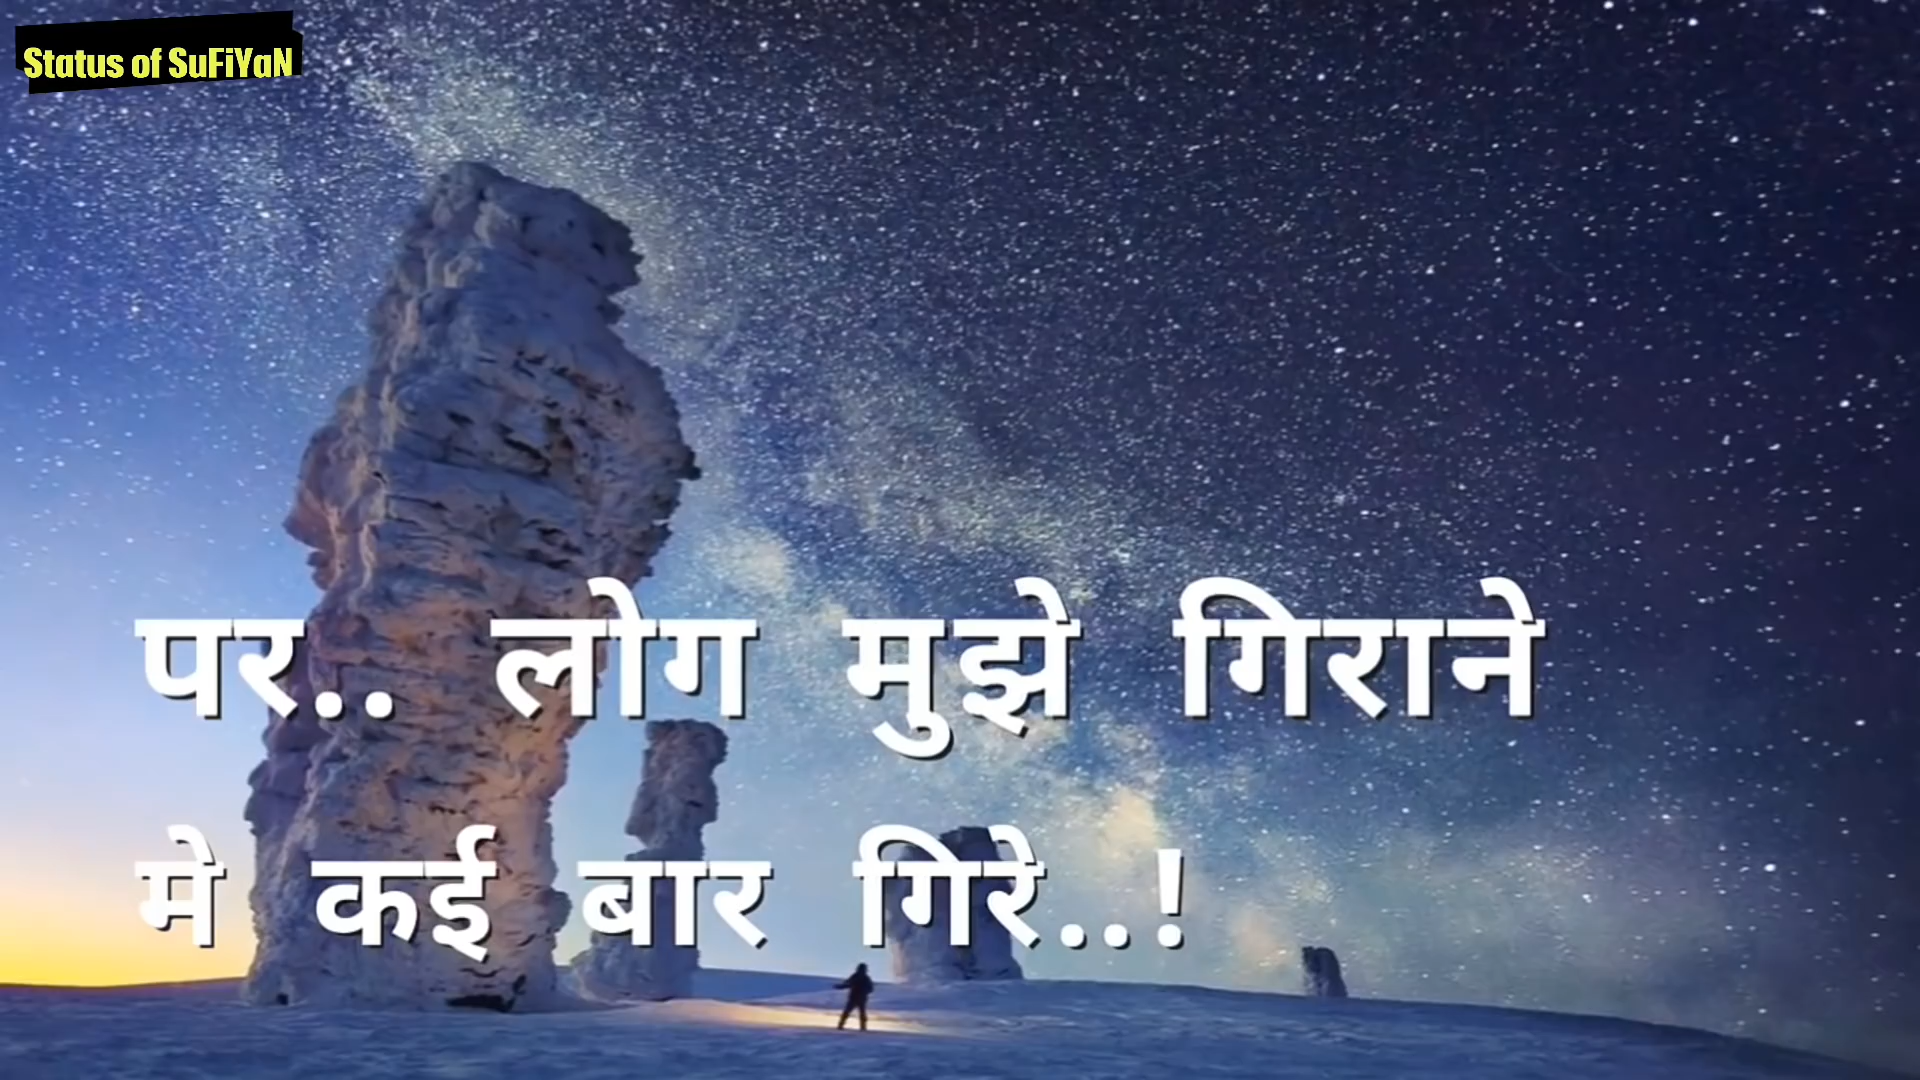 Status of SuFiYaN
पर.. लोग मुझे गिराने
मे कई बार गिरे..!